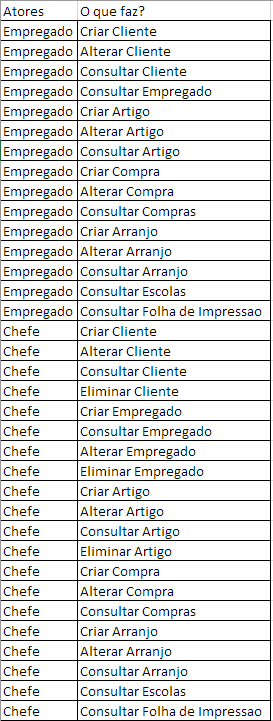 Atores O que faz?
Empregado Criar Cliente
Empregado Alterar Cliente
Empregado Consultar Cliente
Empregado Consultar Empregado
Empregado Criar Artigo
Empregado Alterar Artigo
Empregado Consultar Artigo
Empregado Criar Compra
Empregado Alterar Compra
Empregado Consultar Compras
Empregado Criar Arranjo
Empregado Alterar Arranjo
Empregado Consultar Arranjo
Empregado Consultar Escolas
Empregado Consultar Folha de Impressao
Chefe Criar Cliente
Chefe Alterar Cliente
Chefe Consultar Cliente
Chefe Eliminar Cliente
Chefe Criar Empregado
Chefe Consultar Empregado
Chefe Alterar Empregado
Chefe Eliminar Empregado
Chefe Criar Artigo
Chefe Alterar Artigo
Chefe Consultar Artigo
Chefe Eliminar Artigo
Chefe Criar Compra
Chefe Alterar Compra
Chefe Consultar Compras
Chefe Criar Arranjo
Chefe Alterar Arranjo
Chefe Consultar Arranjo
Chefe Consultar Escolas
Chefe Consultar Folha de Impressao